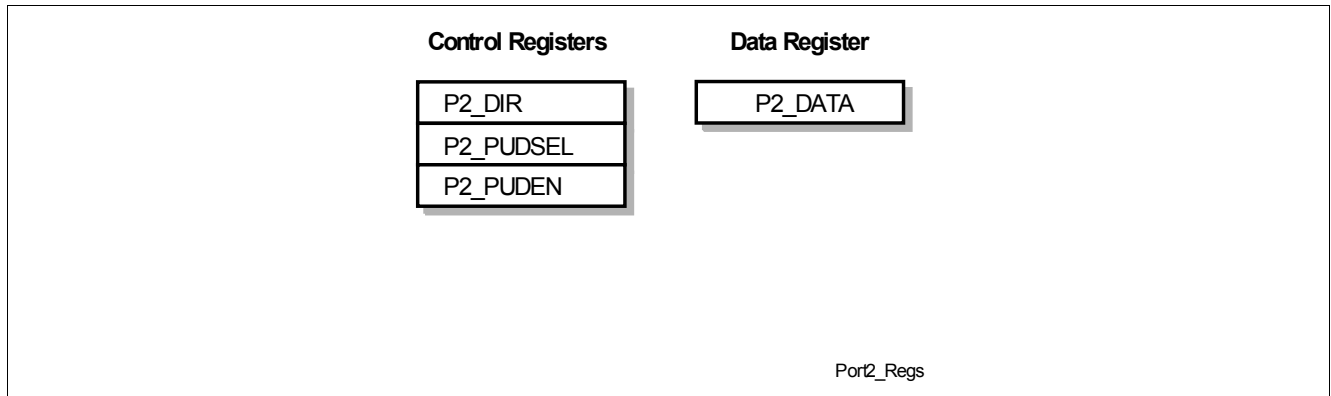 Control Registers
P2_DIR
P2_PUDSEL
P2_PUDEN
Data Register
P2_DATA
Port2_Regs